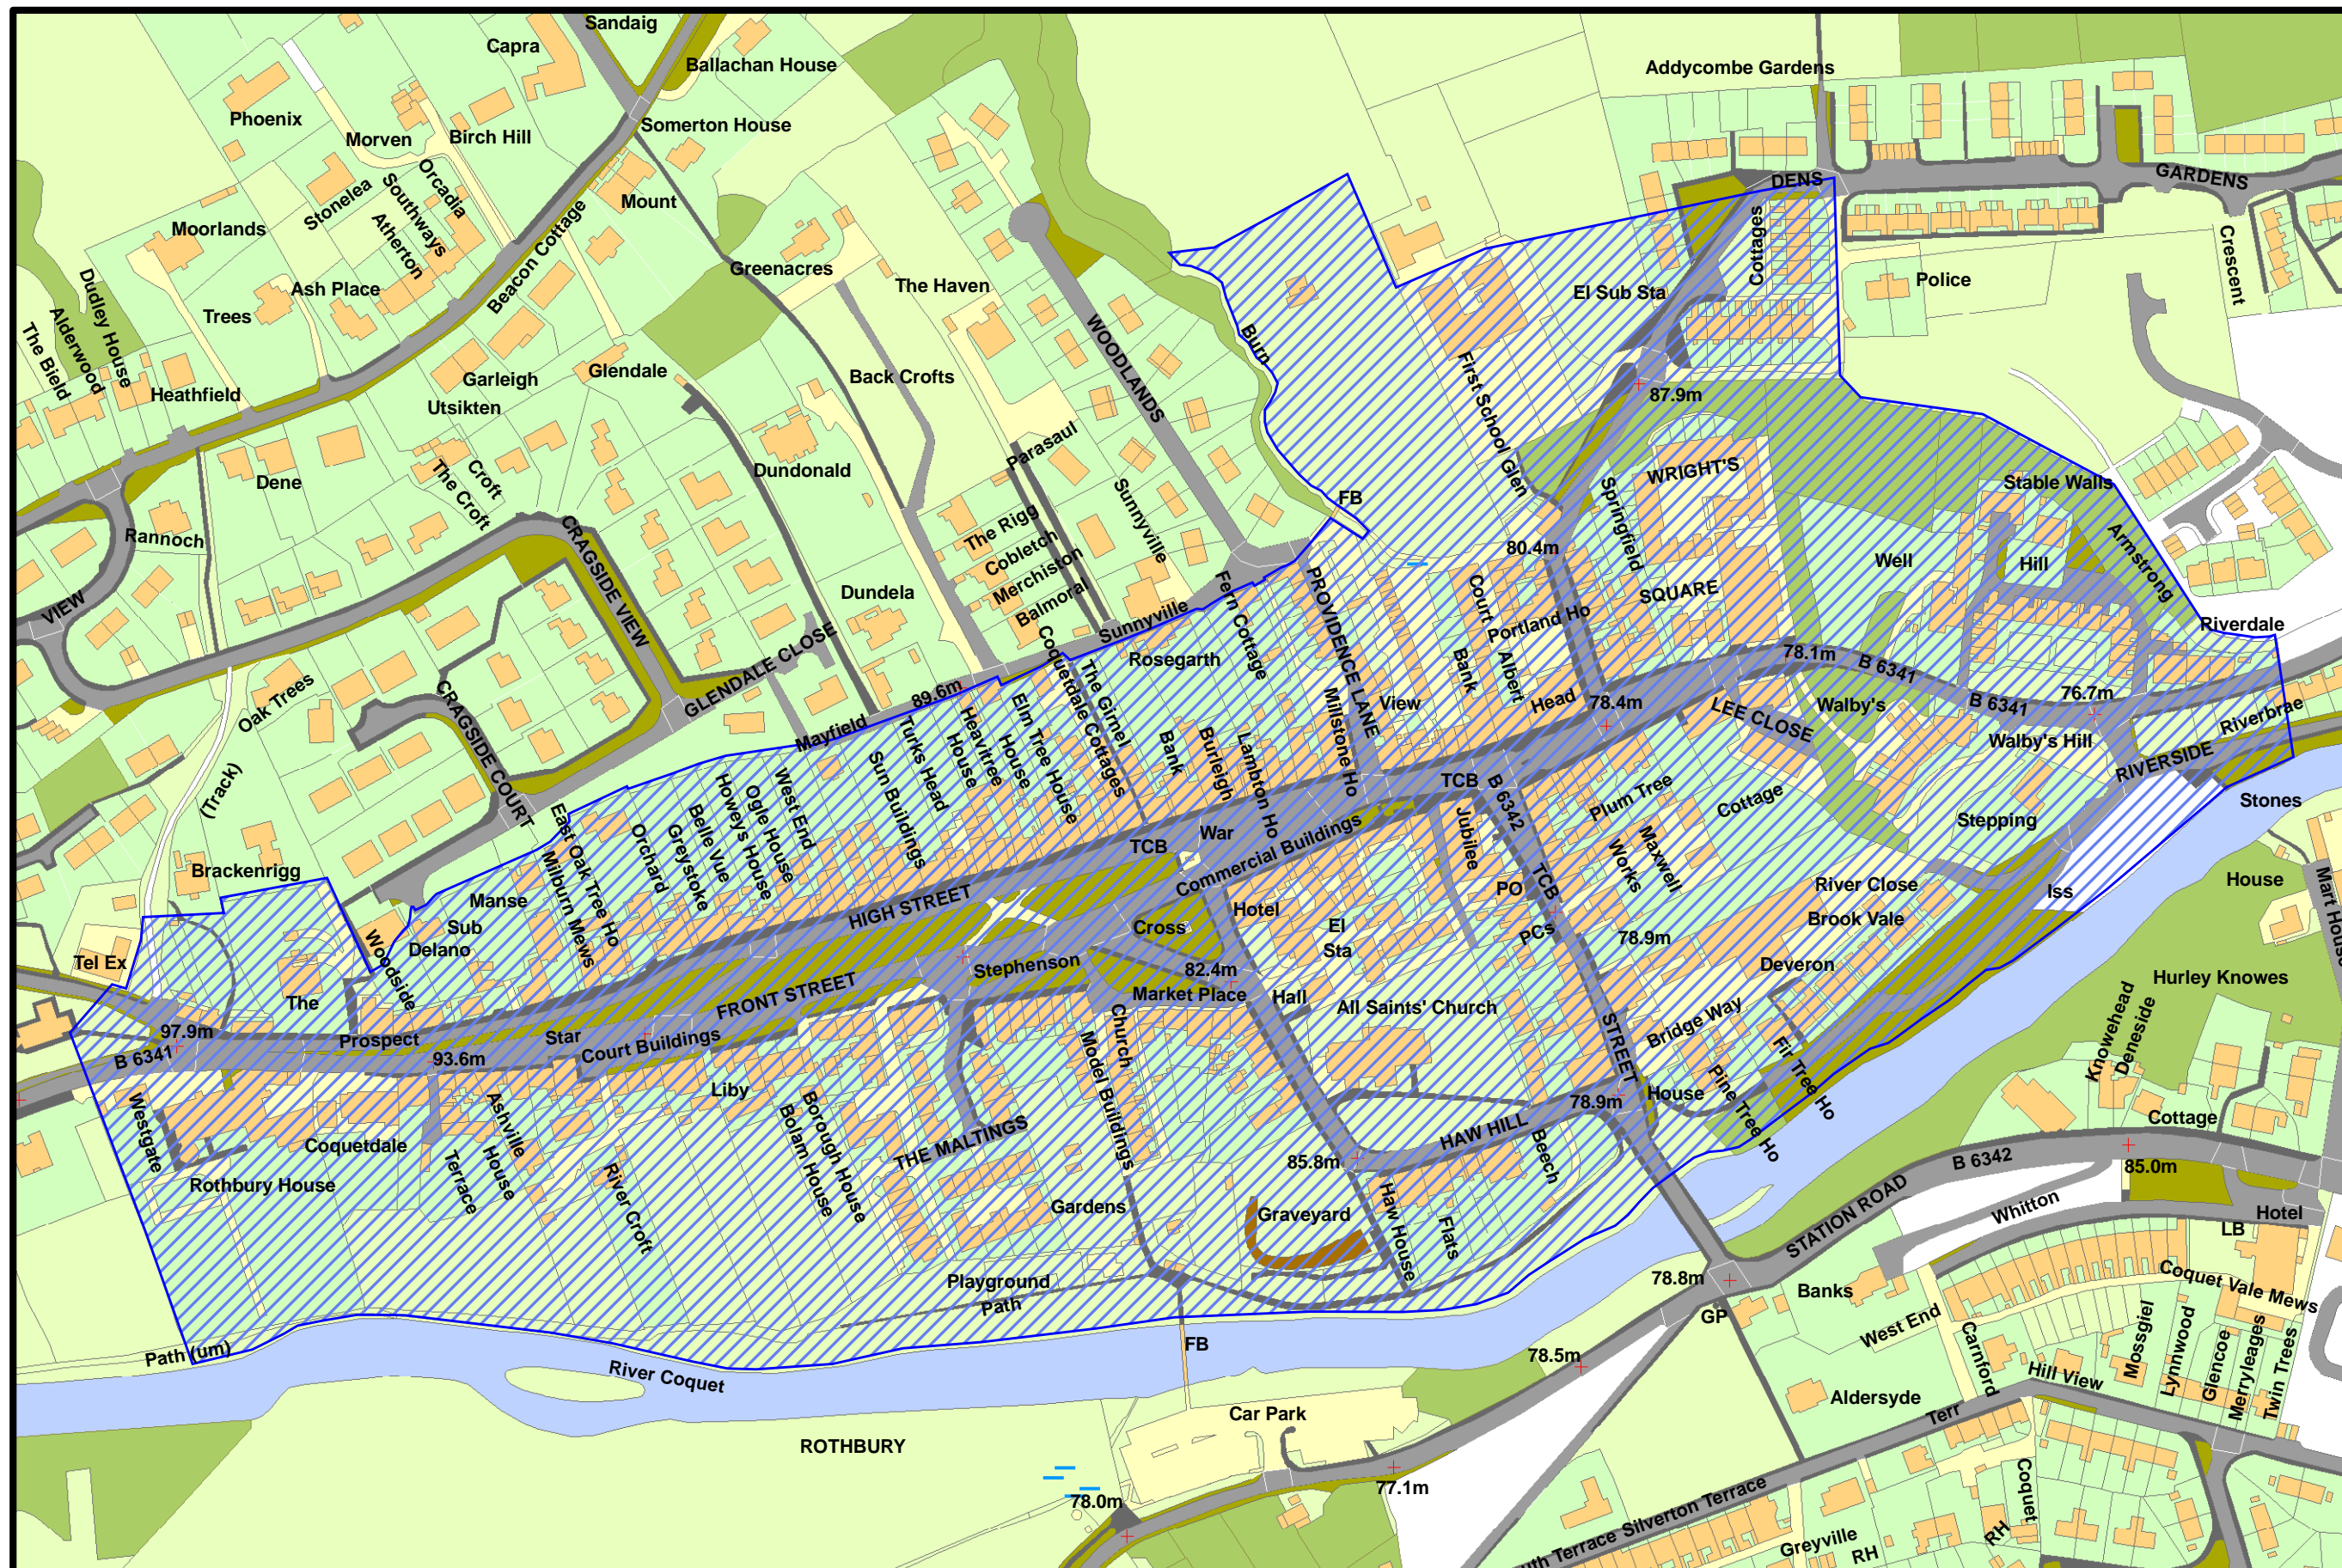 Sandaig
Capra
Ballachan House
Addycombe Gardens
Phoenix
Morven
Birch Hill
Somerton House
Orcadia
Southways
Stonelea
Atherton
Mount
Moorlands
Beacon Cottage
DENS
GARDENS
Cottages
Crescent
Police
El Sub Sta
Greenacres
The Haven
Ash Place
Trees
Dudley House
Alderwood
The Bield
Heathfield
WOODLANDS
Burn
Garleigh
Glendale
Utsikten
Back Crofts
First School Glen
87.9m
Dene
Croft
The Croft
Dundonald
Parasaul
Sunnyville
WRIGHT'S
Springfield
Stable Walls
FB
Rannoch
CRAGSIDE VIEW
The Rigg
Cobletch
Merchiston
Balmoral
80.4m
Well
Hill
Armstrong
VIEW
Dundela
Sunnyville
Fern Cottage
PROVIDENCE LANE
Court
Portland Ho
SQUARE
Riverdale
GLENDALE CLOSE
Rosegarth
Bank
Albert
78.1m
B 6341
Oak Trees
CRAGSIDE COURT
89.6m
Mayfield
Coquetdale Cottages
The Girnel
View
Head
78.4m
LEE CLOSE
Walby's
B 6341
76.7m
Riverbrae
Walby's Hill
RIVERSIDE
Stones
(Track)
Turks Head
Sun Buildings
Heavitree
House
Elm Tree House
House
Bank
Burleigh
Lambton Ho
Millstone Ho
TCB
B 6342
West End
Ogle House
Howeys House
Belle Vue
Greystoke
Orchard
East Oak Tree Ho
Milburn Mews
War
TCB
Commercial Buildings
Jubilee
Plum Tree
Cottage
Maxwell
Works
Stepping
Brackenrigg
Manse
Sub
Delano
HIGH STREET
Hotel
El
Sta
PO
PCs
TCB
River Close
Brook Vale
Iss
House
Mart House
Woodside
Tel Ex
The
Cross
Stephenson
82.4m
78.9m
Deveron
FRONT STREET
Market Place
Hall
All Saints' Church
Hurley Knowes
97.9m
Prospect
Star
Court Buildings
B 6341
93.6m
Church
Model Buildings
STREET
Bridge Way
Fir Tree Ho
Pine Tree Ho
Knowehead
Deneside
Westgate
Ashville
House
Liby
Borough House
Bolam House
THE MALTINGS
House
78.9m
HAW HILL
Beech
Cottage
Coquetdale
Terrace
85.8m
B 6342
85.0m
Rothbury House
River Croft
Gardens
Graveyard
Haw House
Flats
STATION ROAD
Whitton
Hotel
LB
Playground
Path
78.8m
Banks
GP
Coquet Vale Mews
Path (um)
River Coquet
FB
78.5m
West End
Carnford
Mossgiel
Lynnwood
Glencoe
Merryleages
Twin Trees
Hill View
Aldersyde
Terr
Car Park
ROTHBURY
78.0m
77.1m
uth Terrace Silverton Terrace
Greyville
RH
RH
Coquet